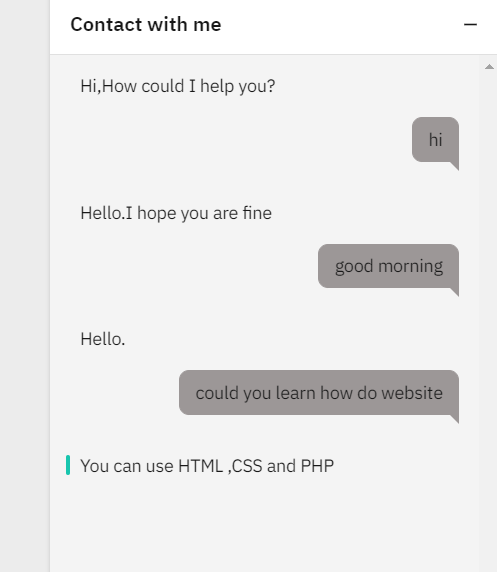 Contact with me
Hi,How could I help you?
hi
Hello.I hope you are fine
good morning
Hello.
could you learn how do website
You can use HTML ,CSS and PHP